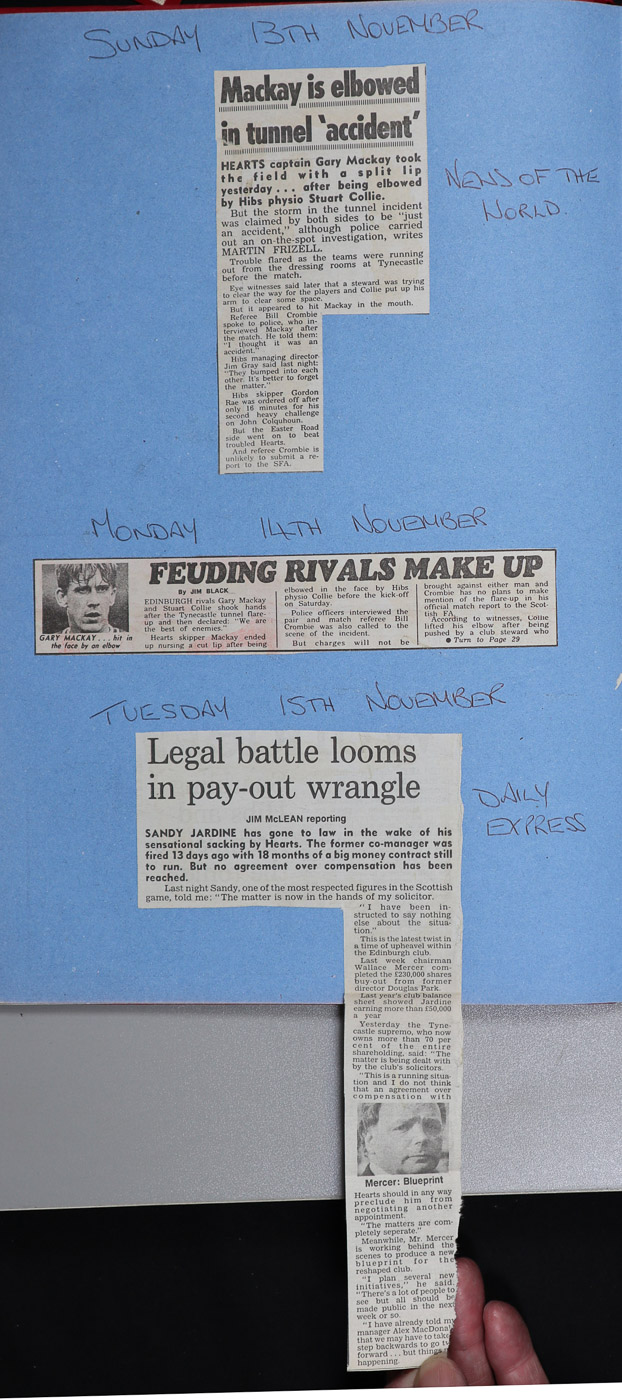 SUNDAY 13TH NOVEMBER
Mackay is elbowed
in tunnel 'accident'
HEARTS captain Gary Mackay took
the field with a split lip
yesterday . . . after being elbowed
by Hibs physio Stuart Collie.
But the storm in the tunnel incident
was claimed by both sides to be "just
an accident," although police carried
out an on-the-spot investigation, writes
MARTIN FRIZELL.
Trouble flared as the teams were running
out from the dressing rooms at Tynecastle
before the match.
Eye witnesses said later that a steward was trying
to clear the way for the players and Collie put up his
arm to clear some space.
But it appeared to hit Mackay in the mouth.
Referee Bill Crombie
spoke to police, who in-
terviewed Mackay after
the match. He told them:
"I thought it was an
accident."
Hibs managing director
Jim Gray said last night:
"They bumped into each
other. It's better to forget
the matter."
Hibs skipper Gordon
Rae was ordered off after
only 16 minutes for his
second heavy challenge
on John Colquhoun.
But the Easter Road
side went on to beat
troubled Hearts.
And referee Crombie is
unlikely to submit a re-
port to the SFA.
NEWS OF THE
WORLD.
MONDAY 14TH NOVEMBER
FEUDING RIVALS MAKE UP
GARY MACKAY . . . hit in
the face by an elbow
By JIM BLACK
EDINBURGH rivals Gary Mackay
and Stuart Collie shook hands
after the Tynecastle tunnel flare-
up and then declared: "We are
the best of enemies."
Hearts skipper Mackay ended
up nursing a cut lip after being
elbowed in the face by Hibs
physio Collie before the kick-off
on Saturday.
Police officers interviewed the
pair and match referee Bill
Crombie was also called to the
scene of the incident.
But charges will not be
brought against either man and
Crombie has no plans to make
mention of the flare-up in his
official match report to the Scot-
tish FA.
According to witnesses, Collie
lifted his elbow after being
pushed by a club steward who
● Turn to Page 29
TUESDAY 15TH NOVEMBER
Legal battle looms
in pay-out wrangle
JIM McLEAN reporting
SANDY JARDINE has gone to law in the wake of his
sensational sacking by Hearts. The former co-manager was
fired 13 days ago with 18 months of a big money contract still
to run. But no agreement over compensation has been
reached.
Last night Sandy, one of the most respected figures in the Scottish
game, told me: "The matter is now in the hands of my solicitor.
"I have been in-
structed to say nothing
else about the situa-
tion."
This is the latest twist in
a time of upheavel within
the Edinburgh club.
Last week chairman
Wallace Mercer com-
pleted the £230,000 shares
buy-out from former
director Douglas Park.
Last year's club balance
sheet showed Jardine
earning more than £50,000
a year
Yesterday the Tyne-
castle supremo, who now
owns more than 70 per
cent of the entire
shareholding, said: "The
matter is being dealt with
by the club's solicitors.
"This is a running situa-
tion and I do not think
that an agreement over
compensation with
Mercer: Blueprint
Hearts should in any way
preclude him from
negotiating another
appointment.
"The matters are com-
pletely seperate."
Meanwhile, Mr. Mercer
is working behind the
scenes to produce a new
blueprint for the
reshaped club.
"I plan several new
initiatives," he said.
"There's a lot of people to
see but all should be
made public in the next
week or so.
"I have already told my
manager Alex MacDonal
that we may have to take
step backwards to go
forward . . . but things
happening.
DAILY
EXPRESS